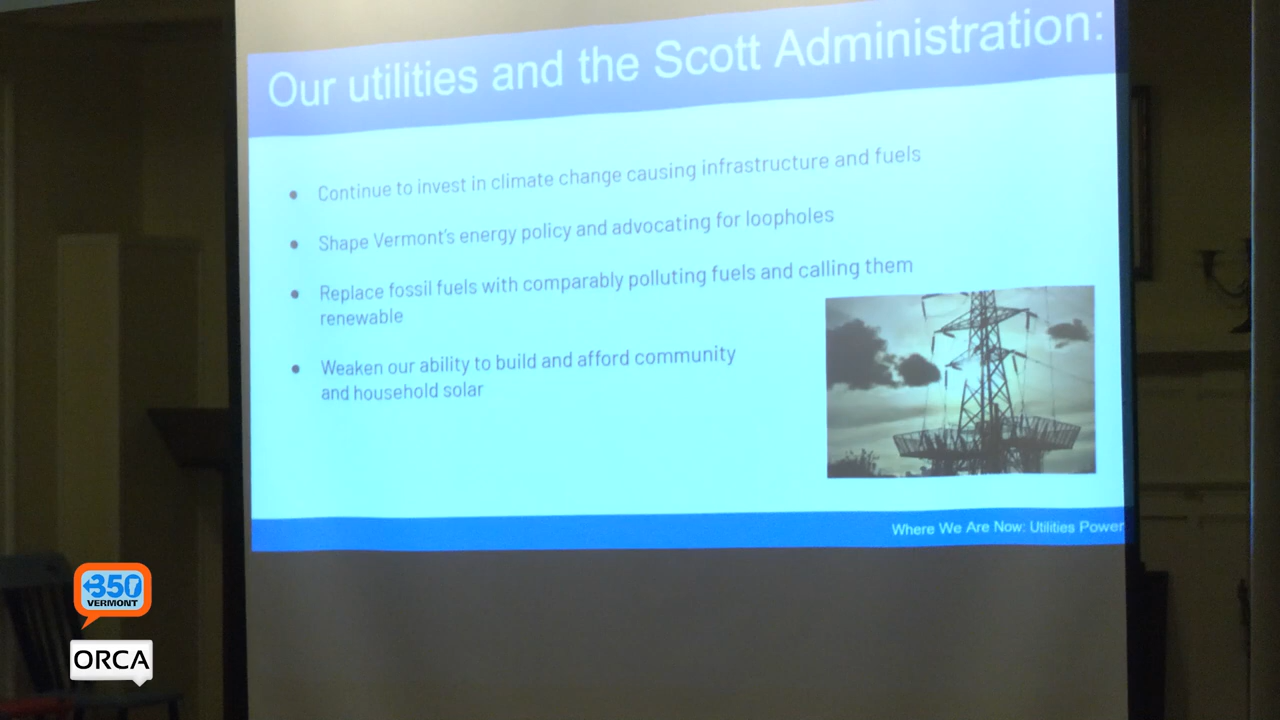 Our utilities and the Scott Administration:
Continue to invest in climate change causing infrastructure and fuels
Shape Vermont's energy policy and advocating for loopholes
Replace fossil fuels with comparably polluting fuels and calling them
renewable
Weaken our ability to build and afford community
and household solar
Where We Are Now: Utilities Power
350
VERMONT
ORCA